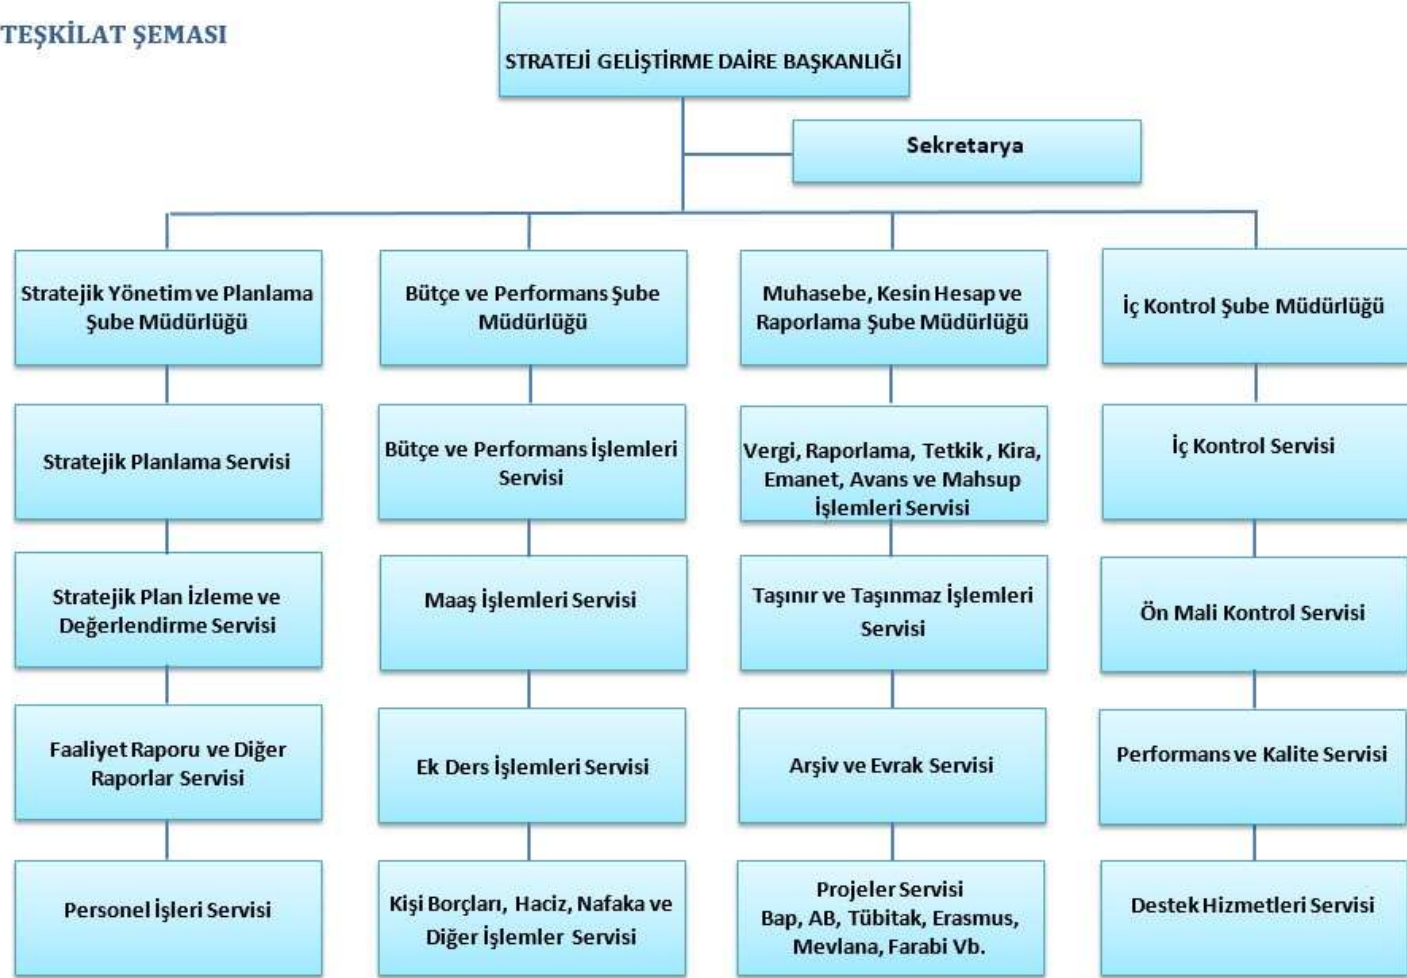 TEŞKİLAT ŞEMASI
STRATEJİ GELİŞTİRME DAİRE BAŞKANLIĞI
Sekretarya
Stratejik Yönetim ve Planlama
Şube Müdürlüğü
Stratejik Planlama Servisi
Stratejik Plan İzleme ve
Değerlendirme Servisi
Faaliyet Raporu ve Diğer
Raporlar Servisi
Personel İşleri Servisi
Bütçe ve Performans Şube
Müdürlüğü
Bütçe ve Performans İşlemleri
Servisi
Maaş İşlemleri Servisi
Ek Ders İşlemleri Servisi
Kişi Borçları, Haciz, Nafaka ve
Diğer İşlemler Servisi
Muhasebe, Kesin Hesap ve
Raporlama Şube Müdürlüğü
Vergi, Raporlama, Tetkik, Kira,
Emanet, Avans ve Mahsup
İşlemleri Servisi
Taşınır ve Taşınmaz İşlemleri
Servisi
Arşiv ve Evrak Servisi
Projeler Servisi
Bap, AB, Tübitak, Erasmus,
Mevlana, Farabi Vb.
İç Kontrol Şube Müdürlüğü
İç Kontrol Servisi
Ön Mali Kontrol Servisi
Performans ve Kalite Servisi
Destek Hizmetleri Servisi